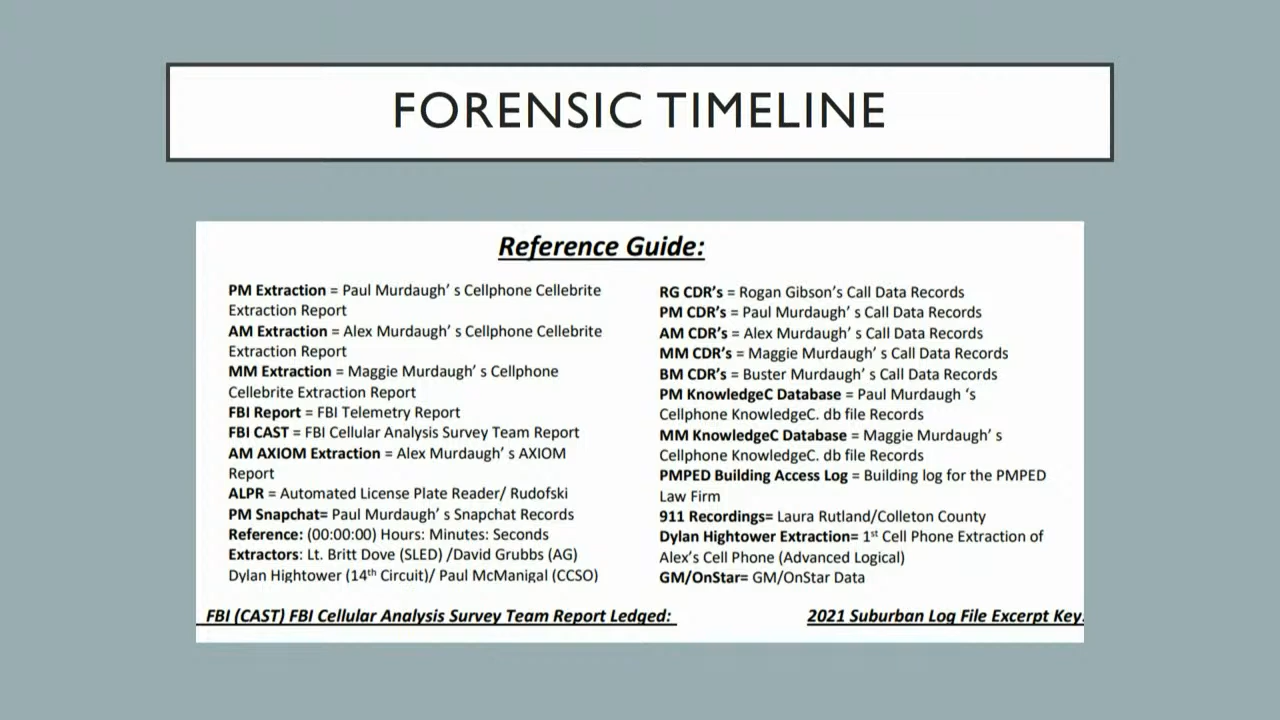 FORENSIC TIMELINE
Reference Guide:
PM Extraction = Paul Murdaugh' s Cellphone Cellebrite
Extraction Report
AM Extraction = Alex Murdaugh' s Cellphone Cellebrite
Extraction Report
MM Extraction = Maggie Murdaugh' s Cellphone
Cellebrite Extraction Report
FBI Report = FBI Telemetry Report
FBI CAST = FBI Cellular Analysis Survey Team Report
AM AXIOM Extraction = Alex Murdaugh' s AXIOM
Report
ALPR = Automated License Plate Reader/ Rudofski
PM Snapchat= Paul Murdaugh' s Snapchat Records
Reference: (00:00:00) Hours: Minutes: Seconds
Extractors: Lt. Britt Dove (SLED) /David Grubbs (AG)
Dylan Hightower (14th Circuit)/ Paul McManigal (CCSO)
RG CDR's = Rogan Gibson's Call Data Records
PM CDR's = Paul Murdaugh' s Call Data Records
AM CDR's = Alex Murdaugh' s Call Data Records
MM CDR's = Maggie Murdaugh' s Call Data Records
BM CDR's = Buster Murdaugh' s Call Data Records
PM KnowledgeC Database = Paul Murdaugh 's
Cellphone KnowledgeC. db file Records
MM KnowledgeC Database = Maggie Murdaugh' s
Cellphone KnowledgeC. db file Records
PMPED Building Access Log = Building log for the PMPED
Law Firm
911 Recordings= Laura Rutland/Colleton County
Dylan Hightower Extraction= 1st Cell Phone Extraction of
Alex's Cell Phone (Advanced Logical)
GM/OnStar= GM/OnStar Data
FBI (CAST) FBI Cellular Analysis Survey Team Report Ledged:
2021 Suburban Log File Excerpt Key: